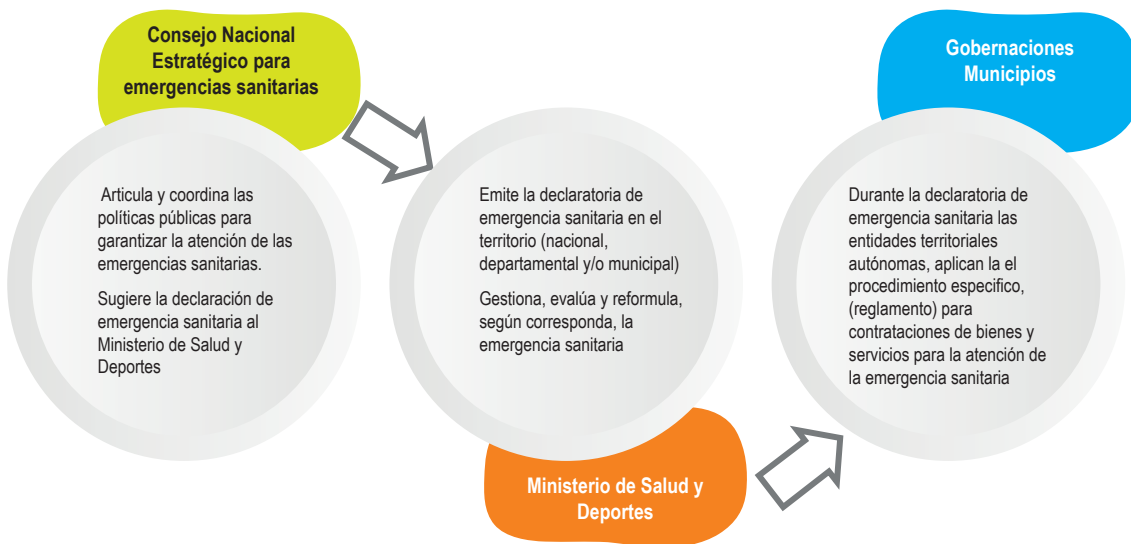 Consejo Nacional
Estratégico para
emergencias sanitarias
Articula y coordina las
políticas públicas para
garantizar la atención de las
emergencias sanitarias.
Sugiere la declaración de
emergencia sanitaria al
Ministerio de Salud y
Deportes
Emite la declaratoria de
emergencia sanitaria en el
territorio (nacional,
departamental y/o municipal)
Gestiona, evalúa y reformula,
según corresponda, la
emergencia sanitaria
Ministerio de Salud y
Deportes
Gobernaciones
Municipios
Durante la declaratoria de
emergencia sanitaria las
entidades territoriales
autónomas, aplican la el
procedimiento especifico,
(reglamento) para
contrataciones de bienes y
servicios para la atención de
la emergencia sanitaria